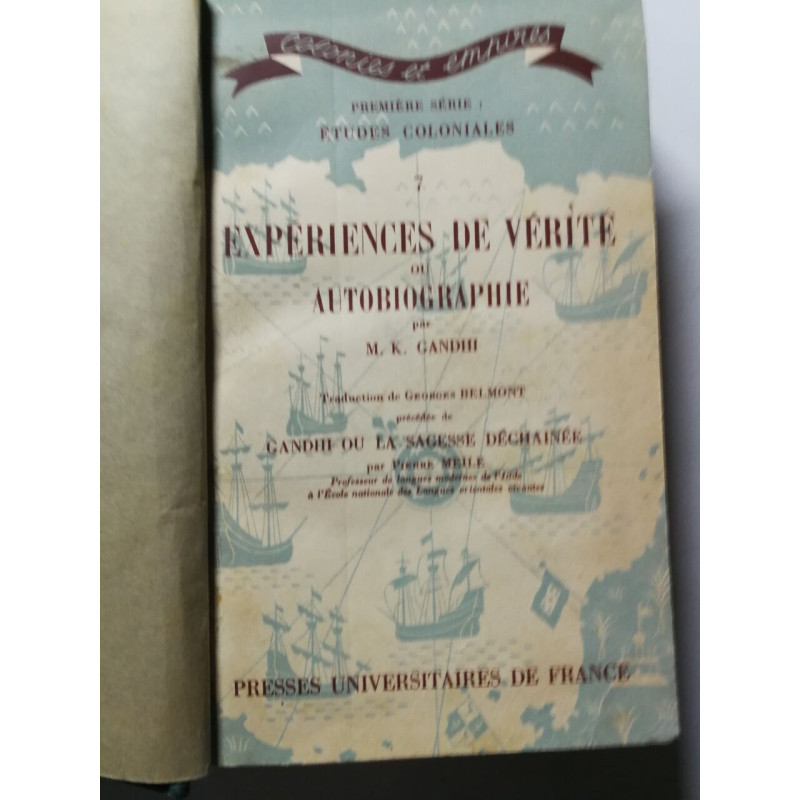 Colonies et empires
PREMIÈRE SÉRIE :
ÉTUDES COLONIALES
7
EXPÉRIENCES DE VÉRITÉ
OU
AUTOBIOGRAPHIE
par
M. K. GANDHI
Traduction de GEORGES BELMONT
précédée de
GANDHI OU LA SAGESSE DÉCHAINÉE
par PIERRE MEILE
Professeur de langues modernes de l'Inde
à l'École nationale des Langues orientales vivantes
PRESSES UNIVERSITAIRES DE FRANCE